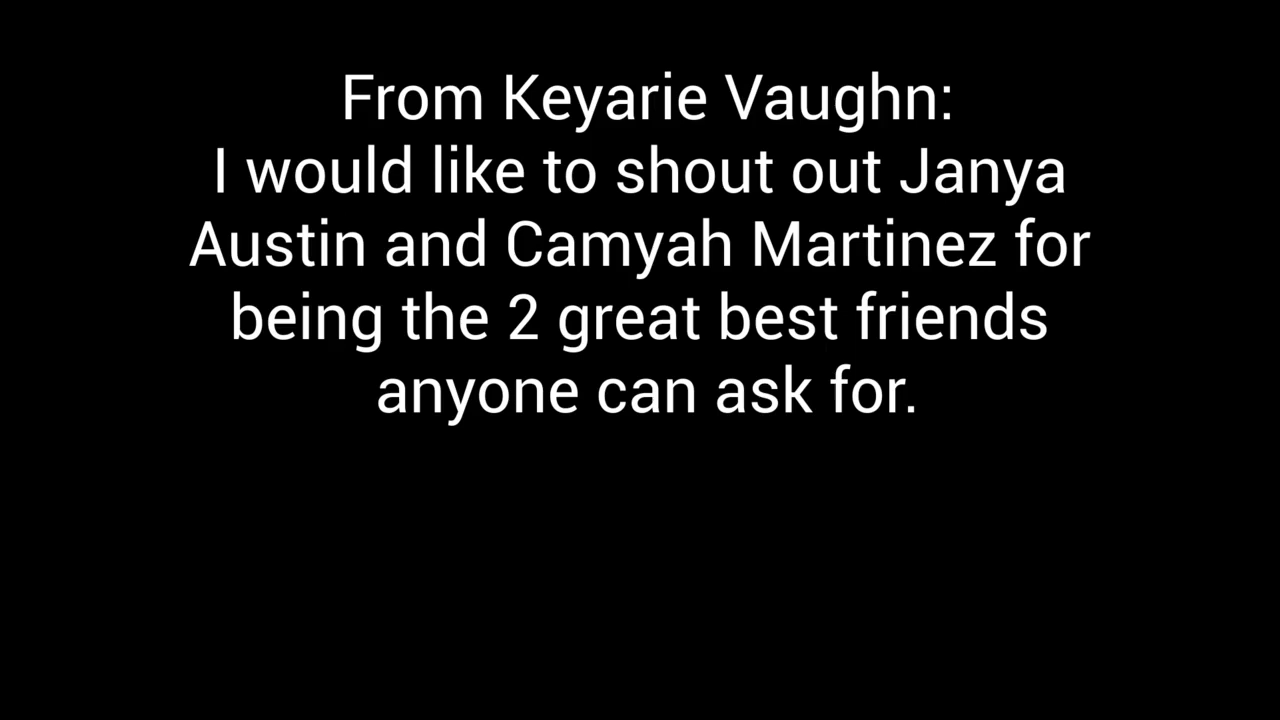 From Keyarie Vaughn:
I would like to shout out Janya
Austin and Camyah Martinez for
being the 2 great best friends
anyone can ask for.